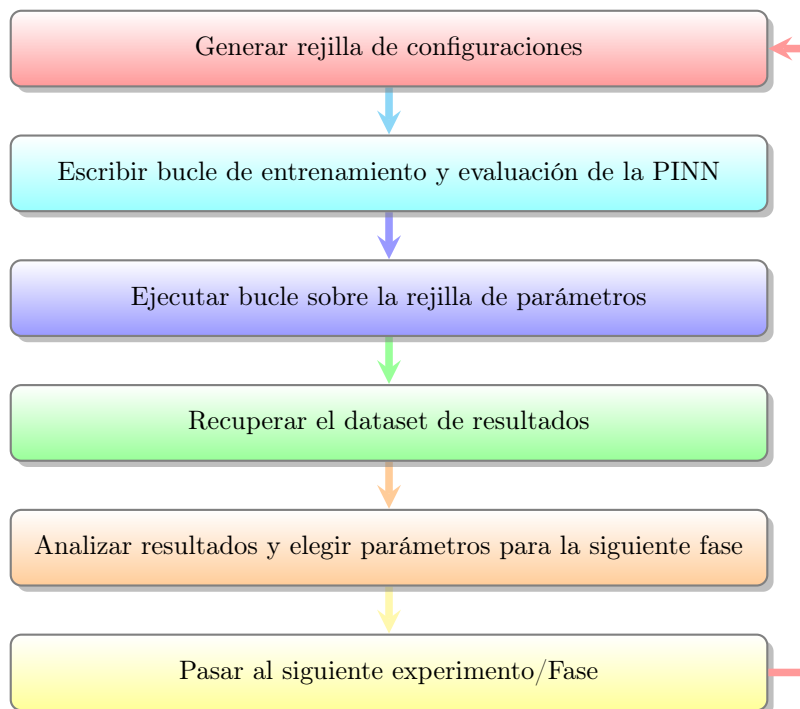 Generar rejilla de configuraciones
Escribir bucle de entrenamiento y evaluación de la PINN
Ejecutar bucle sobre la rejilla de parámetros
Recuperar el dataset de resultados
Analizar resultados y elegir parámetros para la siguiente fase
Pasar al siguiente experimento/Fase